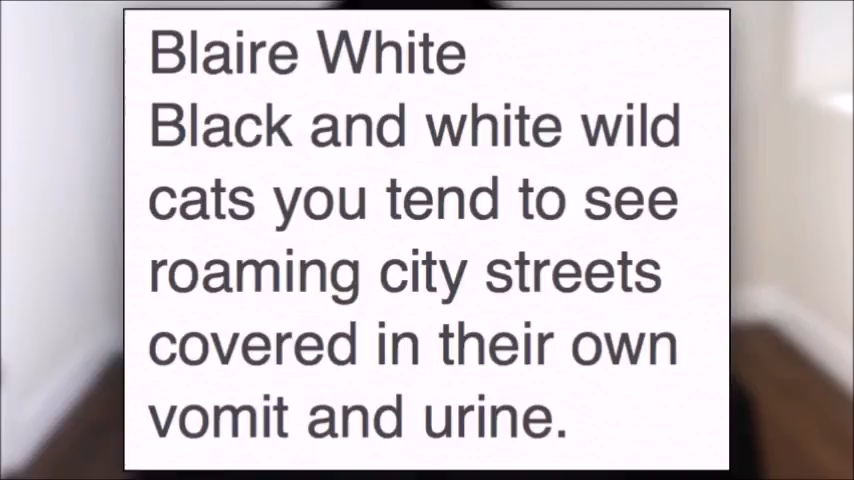 Blaire White
Black and white wild
cats you tend to see
roaming city streets
covered in their own
vomit and urine.